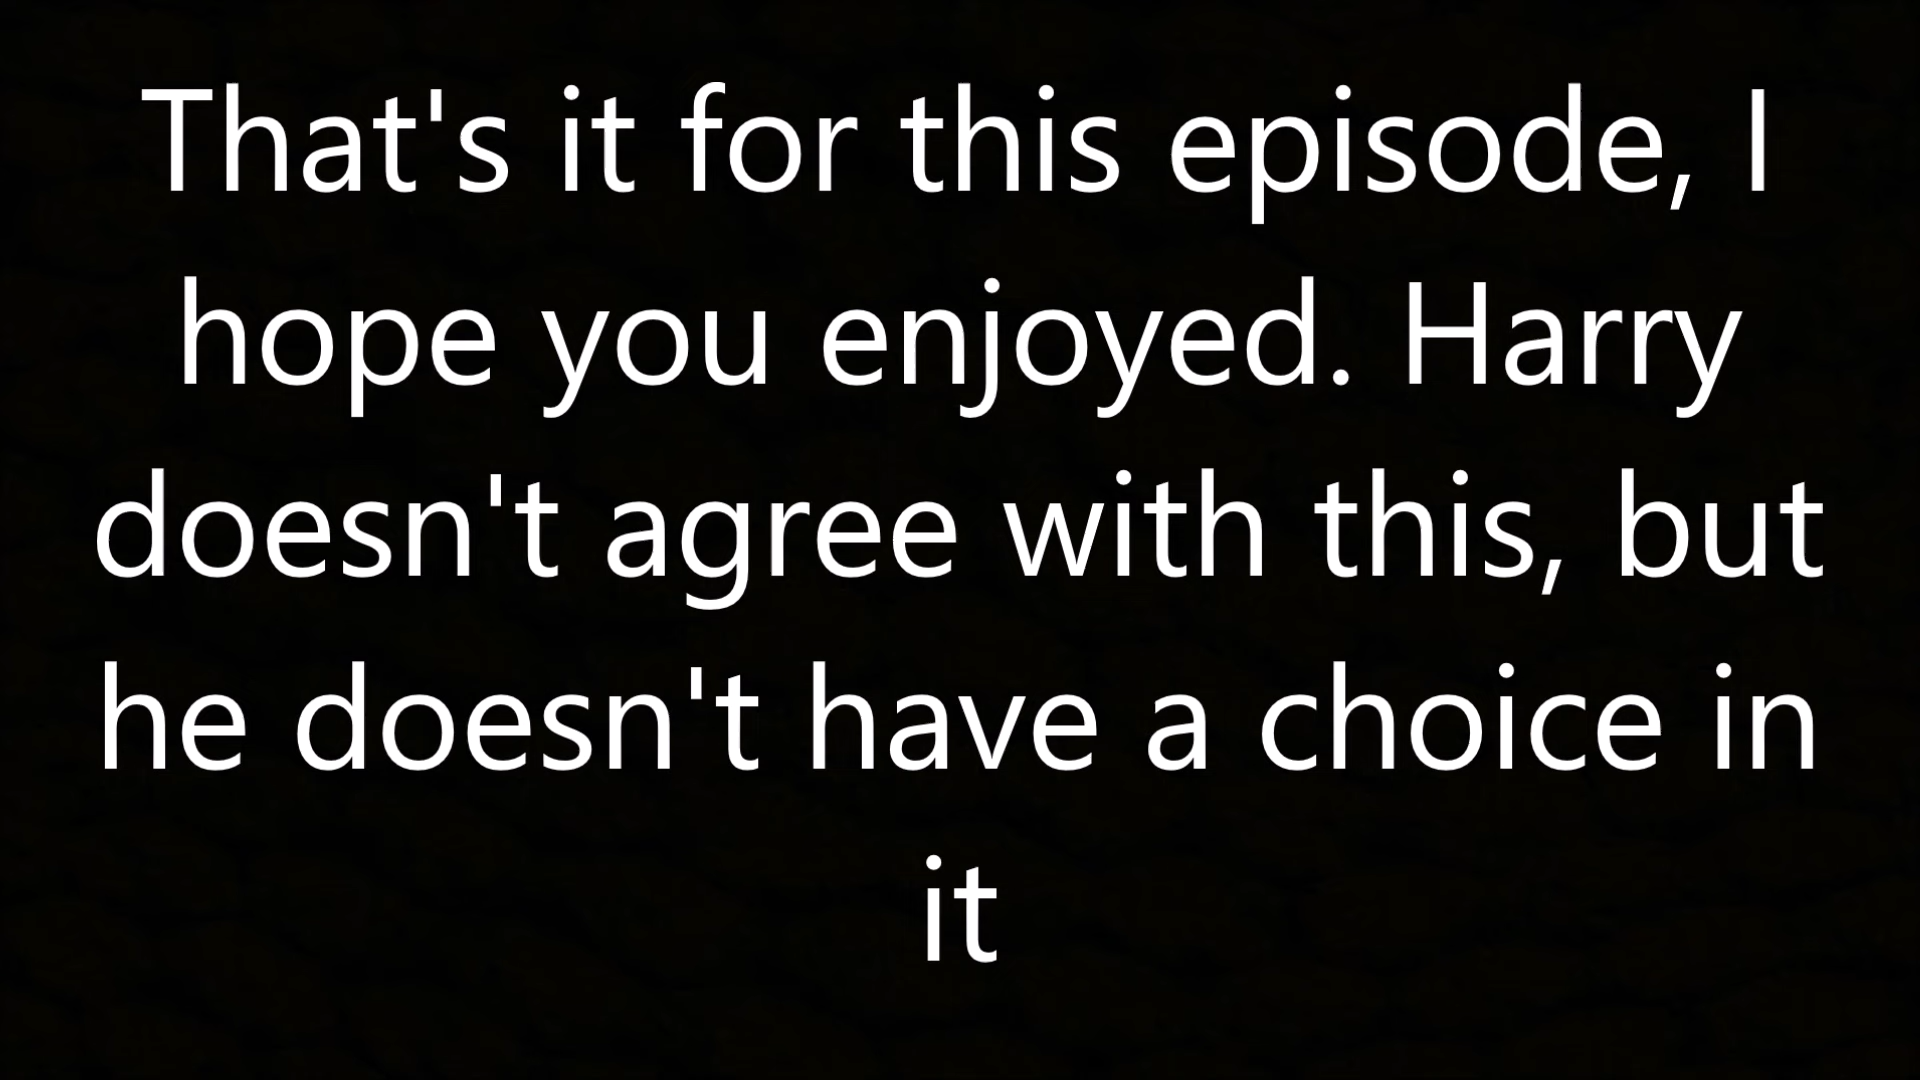 That's it for this episode, I
hope you enjoyed. Harry
doesn't agree with this, but
he doesn't have a choice in
it